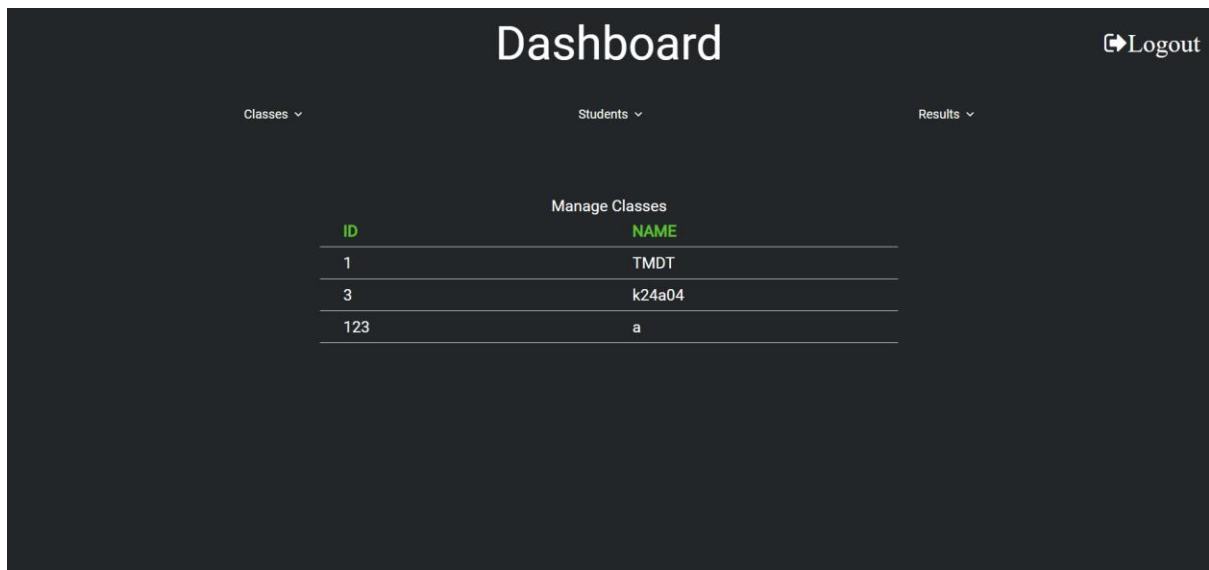 Dashboard
Logout
Classes Students Results
Manage Classes
ID NAME
1 TMDT
3 k24a04
123 a